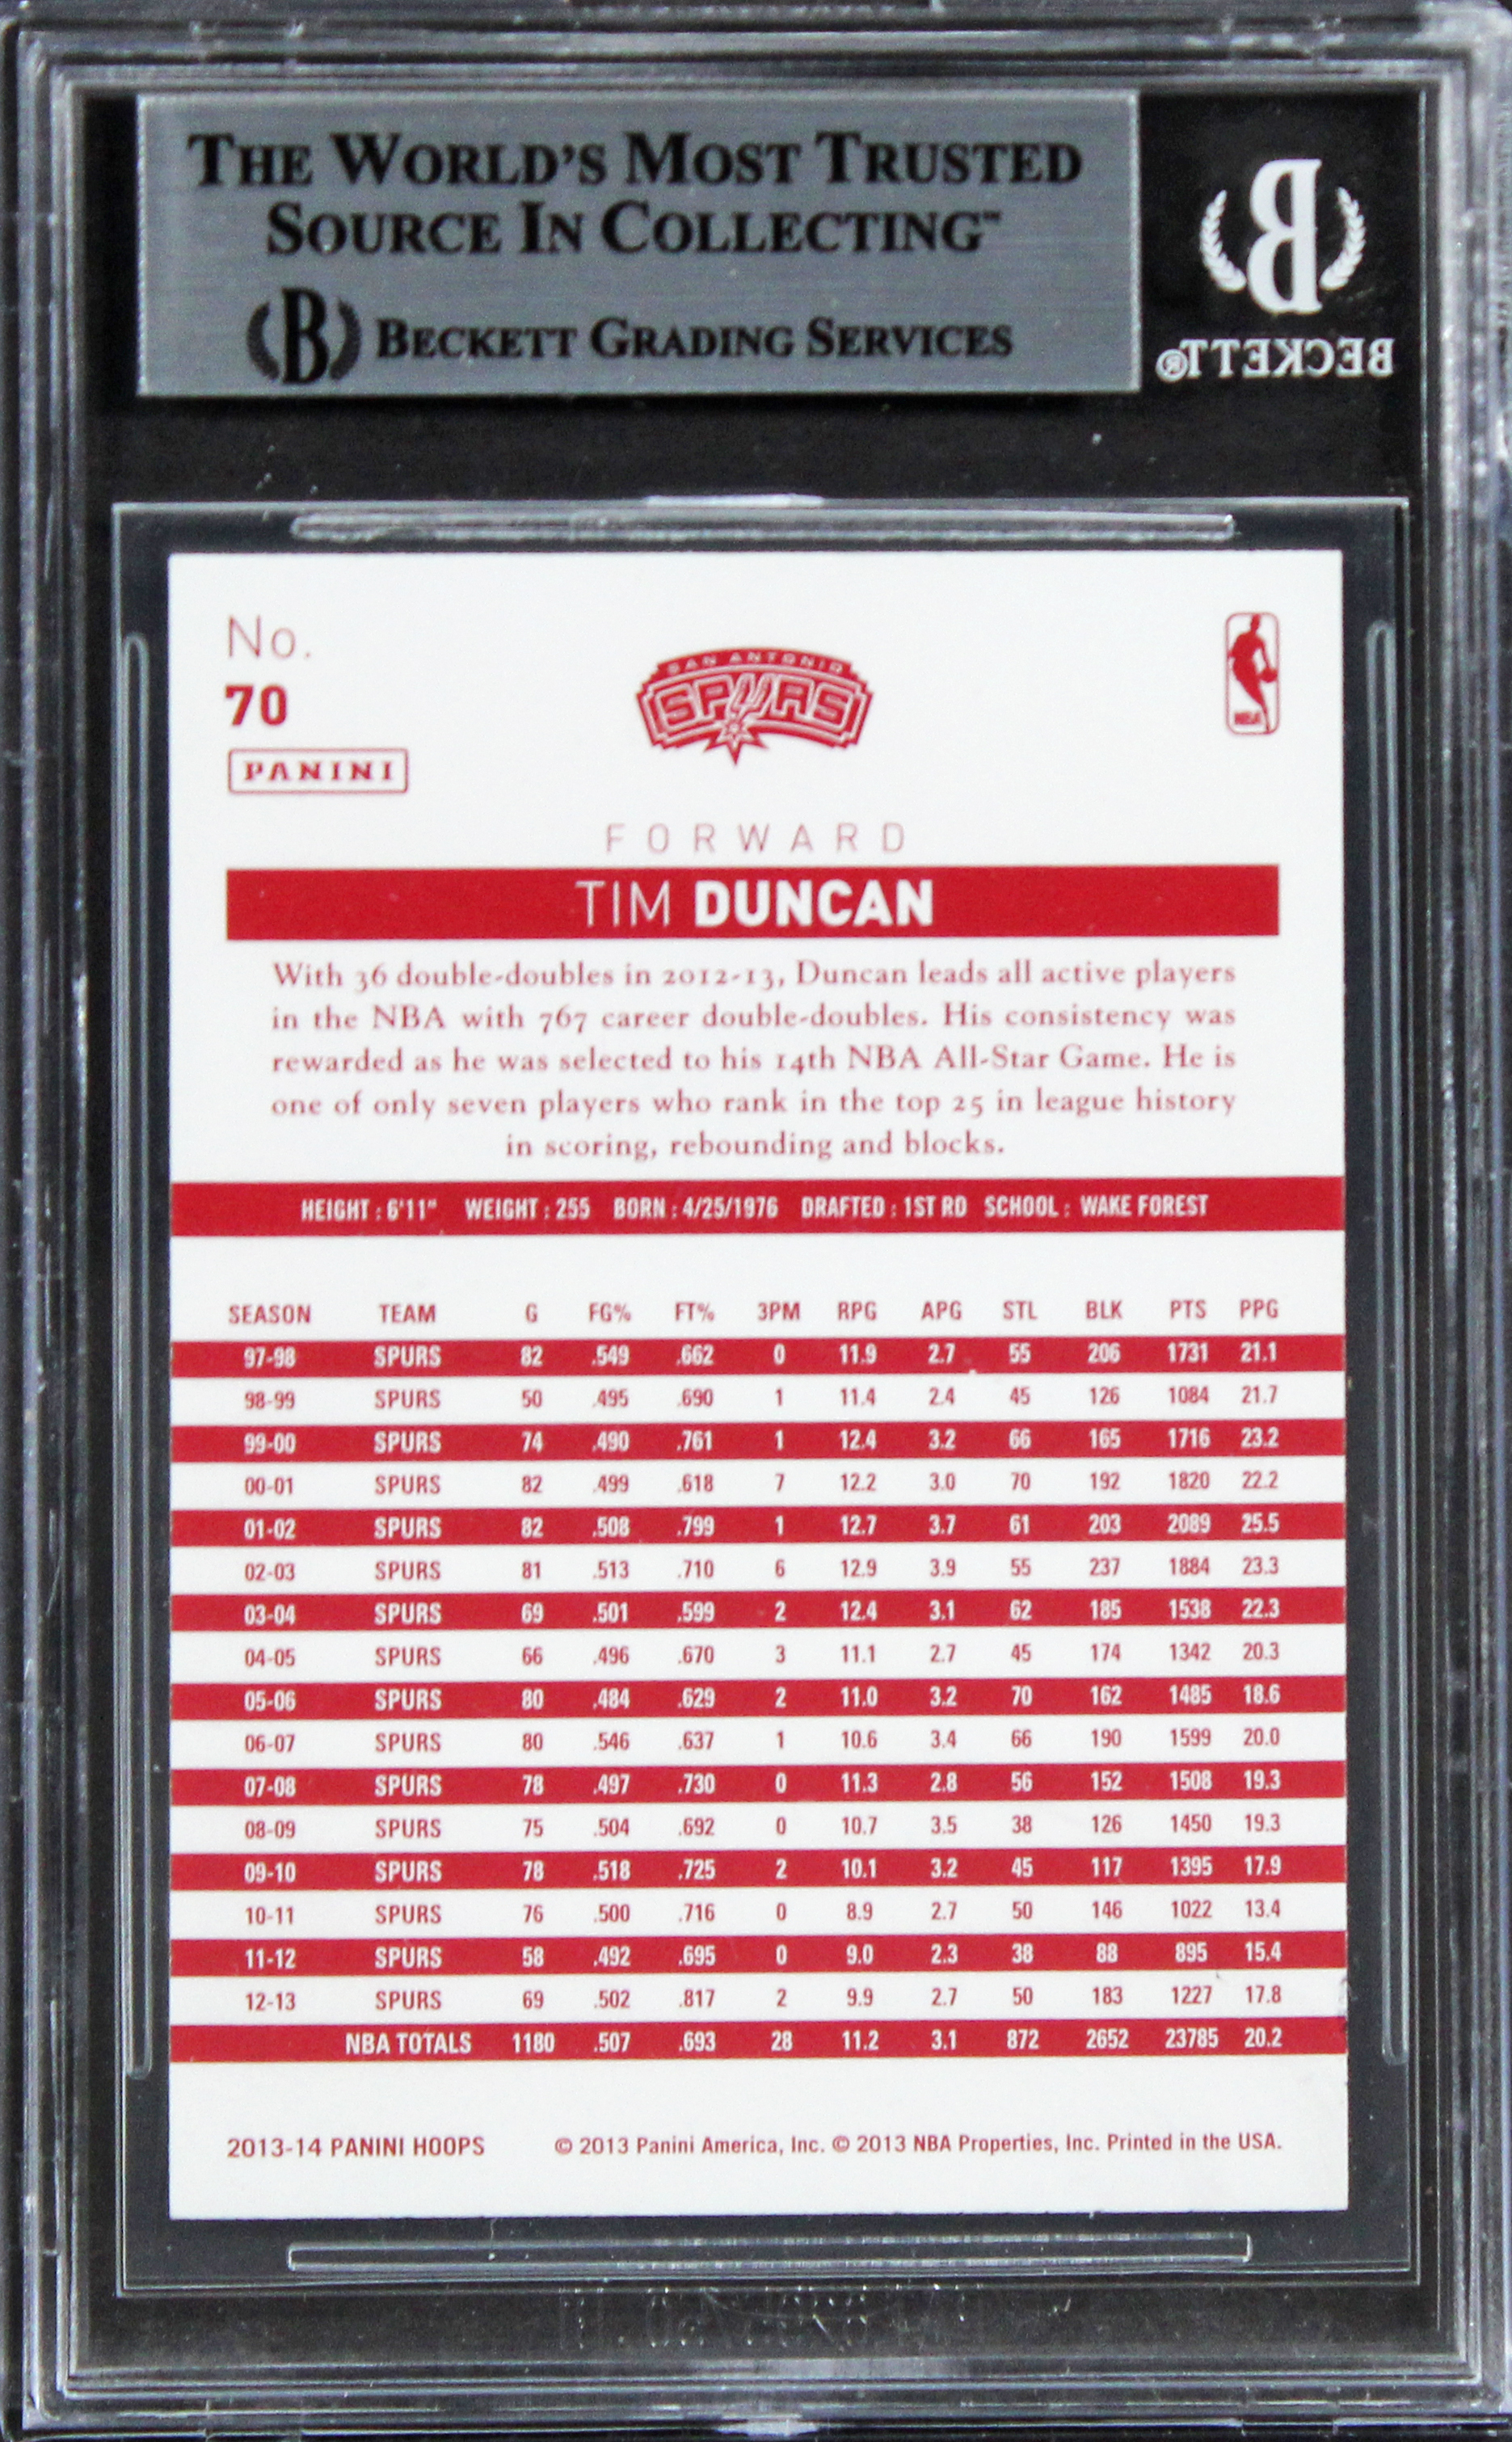 THE WORLD'S MOST TRUSTED
SOURCE IN COLLECTING™
B BECKETT GRADING SERVICES
B
BECKETT®
No.
70
PANINI
SAN ANTONIO
SPURS
NBA
FORWARD
TIM DUNCAN
With 36 double-doubles in 2012-13, Duncan leads all active players
in the NBA with 767 career double-doubles. His consistency was
rewarded as he was selected to his 14th NBA All-Star Game. He is
one of only seven players who rank in the top 25 in league history
in scoring, rebounding and blocks.
HEIGHT : 6'11" WEIGHT : 255 BORN : 4/25/1976 DRAFTED : 1ST RD SCHOOL : WAKE FOREST
SEASON TEAM G FG% FT% 3PM RPG APG STL BLK PTS PPG
97-98 SPURS 82 .549 .662 0 11.9 2.7 55 206 1731 21.1
98-99 SPURS 50 .495 .690 1 11.4 2.4 45 126 1084 21.7
99-00 SPURS 74 .490 .761 1 12.4 3.2 66 165 1716 23.2
00-01 SPURS 82 .499 .618 7 12.2 3.0 70 192 1820 22.2
01-02 SPURS 82 .508 .799 1 12.7 3.7 61 203 2089 25.5
02-03 SPURS 81 .513 .710 6 12.9 3.9 55 237 1884 23.3
03-04 SPURS 69 .501 .599 2 12.4 3.1 62 185 1538 22.3
04-05 SPURS 66 .496 .670 3 11.1 2.7 45 174 1342 20.3
05-06 SPURS 80 .484 .629 2 11.0 3.2 70 162 1485 18.6
06-07 SPURS 80 .546 .637 1 10.6 3.4 66 190 1599 20.0
07-08 SPURS 78 .497 .730 0 11.3 2.8 56 152 1508 19.3
08-09 SPURS 75 .504 .692 0 10.7 3.5 38 126 1450 19.3
09-10 SPURS 78 .518 .725 2 10.1 3.2 45 117 1395 17.9
10-11 SPURS 76 .500 .716 0 8.9 2.7 50 146 1022 13.4
11-12 SPURS 58 .492 .695 0 9.0 2.3 38 88 895 15.4
12-13 SPURS 69 .502 .817 2 9.9 2.7 50 183 1227 17.8
NBA TOTALS 1180 .507 .693 28 11.2 3.1 872 2652 23785 20.2
2013-14 PANINI HOOPS © 2013 Panini America, Inc. © 2013 NBA Properties, Inc. Printed in the USA.